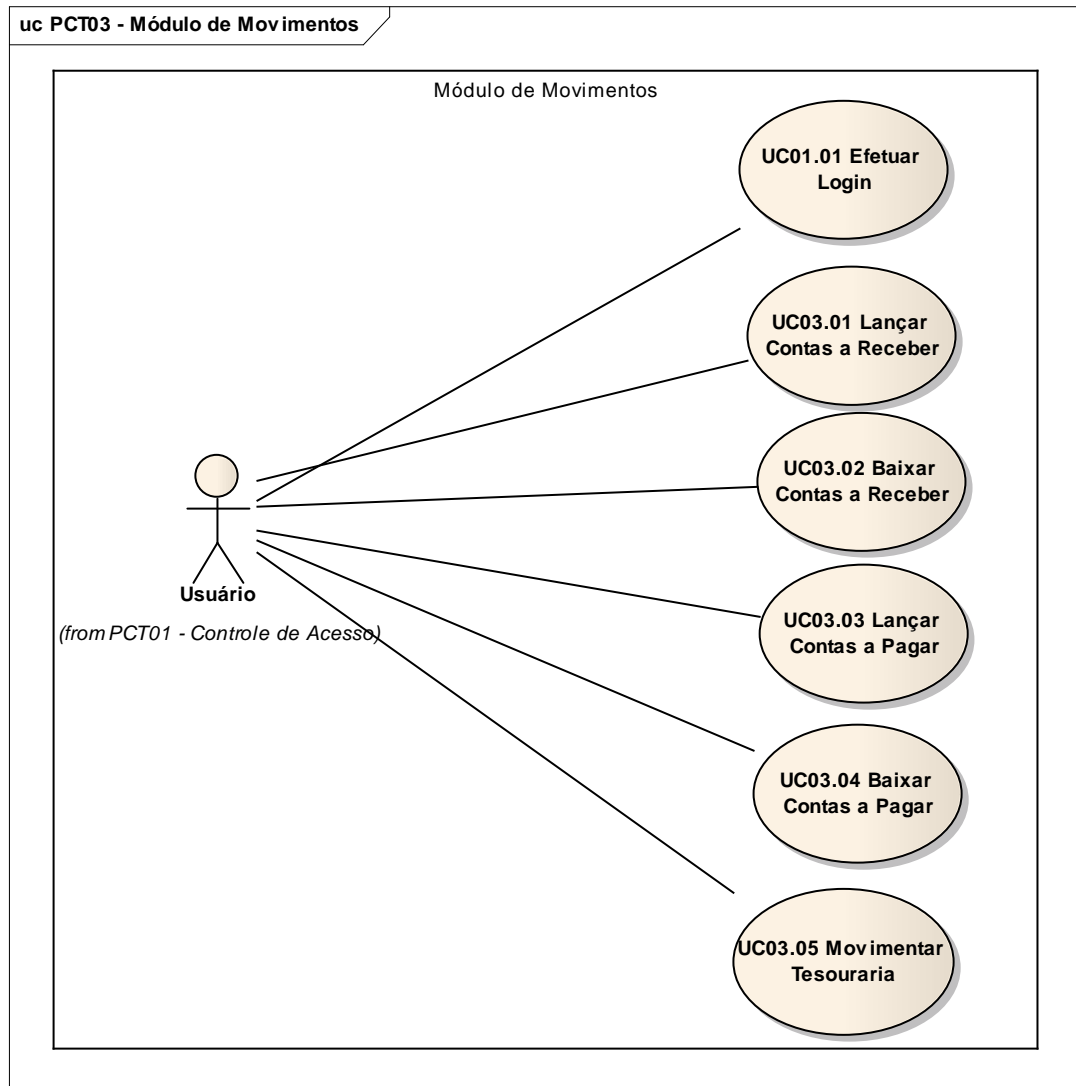 uc PCT03 - Módulo de Movimentos
Módulo de Movimentos
UC01.01 Efetuar
Login
UC03.01 Lançar
Contas a Receber
UC03.02 Baixar
Contas a Receber
Usuário
(from PCT01 - Controle de Acesso)
UC03.03 Lançar
Contas a Pagar
UC03.04 Baixar
Contas a Pagar
UC03.05 Movimentar
Tesouraria